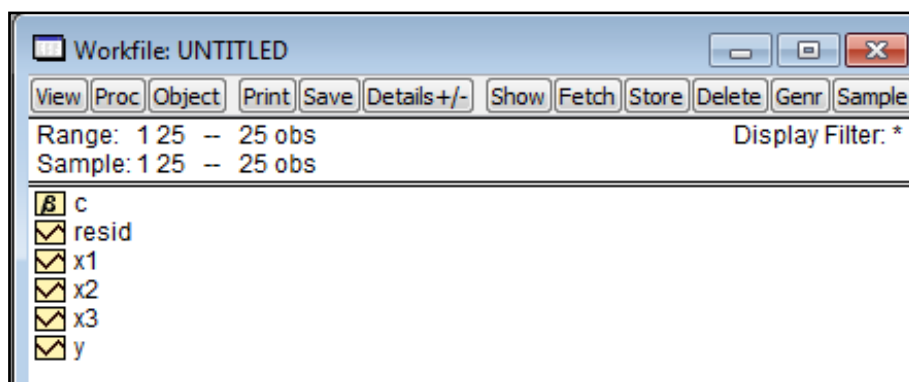 Workfile: UNTITLED
View Proc Object Print Save Details+/- Show Fetch Store Delete Genr Sample
Range: 1 25 -- 25 obs Display Filter: *
Sample: 1 25 -- 25 obs
β c
resid
x1
x2
x3
y